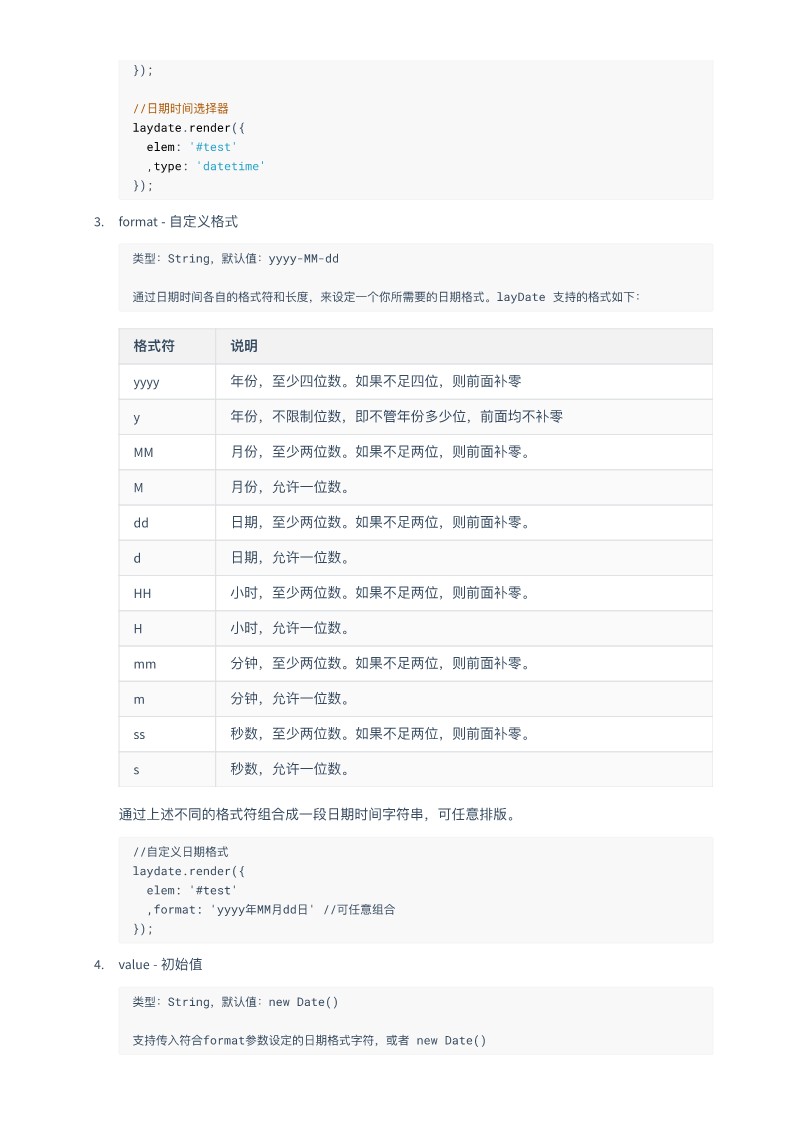 });
//日期时间选择器
laydate.render({
elem: '#test'
,type: 'datetime'
});
3. format - 自定义格式
类型：String，默认值：yyyy-MM-dd
通过日期时间各自的格式符和长度，来设定一个你所需要的日期格式。layDate 支持的格式如下：
格式符 说明
yyyy 年份，至少四位数。如果不足四位，则前面补零
y 年份，不限制位数，即不管年份多少位，前面均不补零
MM 月份，至少两位数。如果不足两位，则前面补零。
M 月份，允许一位数。
dd 日期，至少两位数。如果不足两位，则前面补零。
d 日期，允许一位数。
HH 小时，至少两位数。如果不足两位，则前面补零。
H 小时，允许一位数。
mm 分钟，至少两位数。如果不足两位，则前面补零。
m 分钟，允许一位数。
ss 秒数，至少两位数。如果不足两位，则前面补零。
s 秒数，允许一位数。
通过上述不同的格式符组合成一段日期时间字符串，可任意排版。
//自定义日期格式
laydate.render({
elem: '#test'
,format: 'yyyy年MM月dd日' //可任意组合
});
4. value - 初始值
类型：String，默认值：new Date()
支持传入符合format参数设定的日期格式字符，或者 new Date()